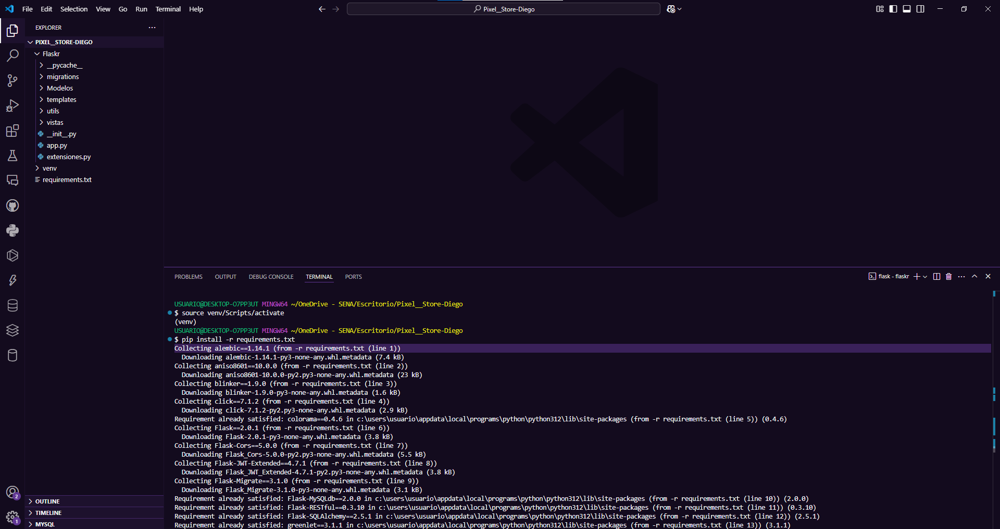 File Edit Selection View Go Run Terminal Help
Pixel__Store-Diego
EXPLORER
PIXEL__STORE-DIEGO
Flaskr
__pycache__
migrations
Modelos
templates
utils
vistas
__init__.py
app.py
extensiones.py
venv
requirements.txt
OUTLINE
TIMELINE
MYSQL
2
1
PROBLEMS OUTPUT DEBUG CONSOLE TERMINAL PORTS
flask - flaskr
USUARIO@DESKTOP-O7PP3UT MINGW64 ~/OneDrive - SENA/Escritorio/Pixel__Store-Diego
$ source venv/Scripts/activate
(venv)
USUARIO@DESKTOP-O7PP3UT MINGW64 ~/OneDrive - SENA/Escritorio/Pixel__Store-Diego
$ pip install -r requirements.txt
Collecting alembic==1.14.1 (from -r requirements.txt (line 1))
Downloading alembic-1.14.1-py3-none-any.whl.metadata (7.4 kB)
Collecting aniso8601==10.0.0 (from -r requirements.txt (line 2))
Downloading aniso8601-10.0.0-py2.py3-none-any.whl.metadata (23 kB)
Collecting blinker==1.9.0 (from -r requirements.txt (line 3))
Downloading blinker-1.9.0-py3-none-any.whl.metadata (1.6 kB)
Collecting click==7.1.2 (from -r requirements.txt (line 4))
Downloading click-7.1.2-py2.py3-none-any.whl.metadata (2.9 kB)
Requirement already satisfied: colorama==0.4.6 in c:\users\usuario\appdata\local\programs\python\python312\lib\site-packages (from -r requirements.txt (line 5)) (0.4.6)
Collecting Flask==2.0.1 (from -r requirements.txt (line 6))
Downloading Flask-2.0.1-py3-none-any.whl.metadata (3.8 kB)
Collecting Flask-Cors==5.0.0 (from -r requirements.txt (line 7))
Downloading Flask_Cors-5.0.0-py2.py3-none-any.whl.metadata (5.5 kB)
Collecting Flask-JWT-Extended==4.7.1 (from -r requirements.txt (line 8))
Downloading Flask_JWT_Extended-4.7.1-py2.py3-none-any.whl.metadata (3.8 kB)
Collecting Flask-Migrate==3.1.0 (from -r requirements.txt (line 9))
Downloading Flask_Migrate-3.1.0-py3-none-any.whl.metadata (3.1 kB)
Requirement already satisfied: Flask-MySQLdb==2.0.0 in c:\users\usuario\appdata\local\programs\python\python312\lib\site-packages (from -r requirements.txt (line 10)) (2.0.0)
Requirement already satisfied: Flask-RESTful==0.3.10 in c:\users\usuario\appdata\local\programs\python\python312\lib\site-packages (from -r requirements.txt (line 11)) (0.3.10)
Requirement already satisfied: Flask-SQLAlchemy==2.5.1 in c:\users\usuario\appdata\local\programs\python\python312\lib\site-packages (from -r requirements.txt (line 12)) (2.5.1)
Requirement already satisfied: greenlet==3.1.1 in c:\users\usuario\appdata\local\programs\python\python312\lib\site-packages (from -r requirements.txt (line 13)) (3.1.1)